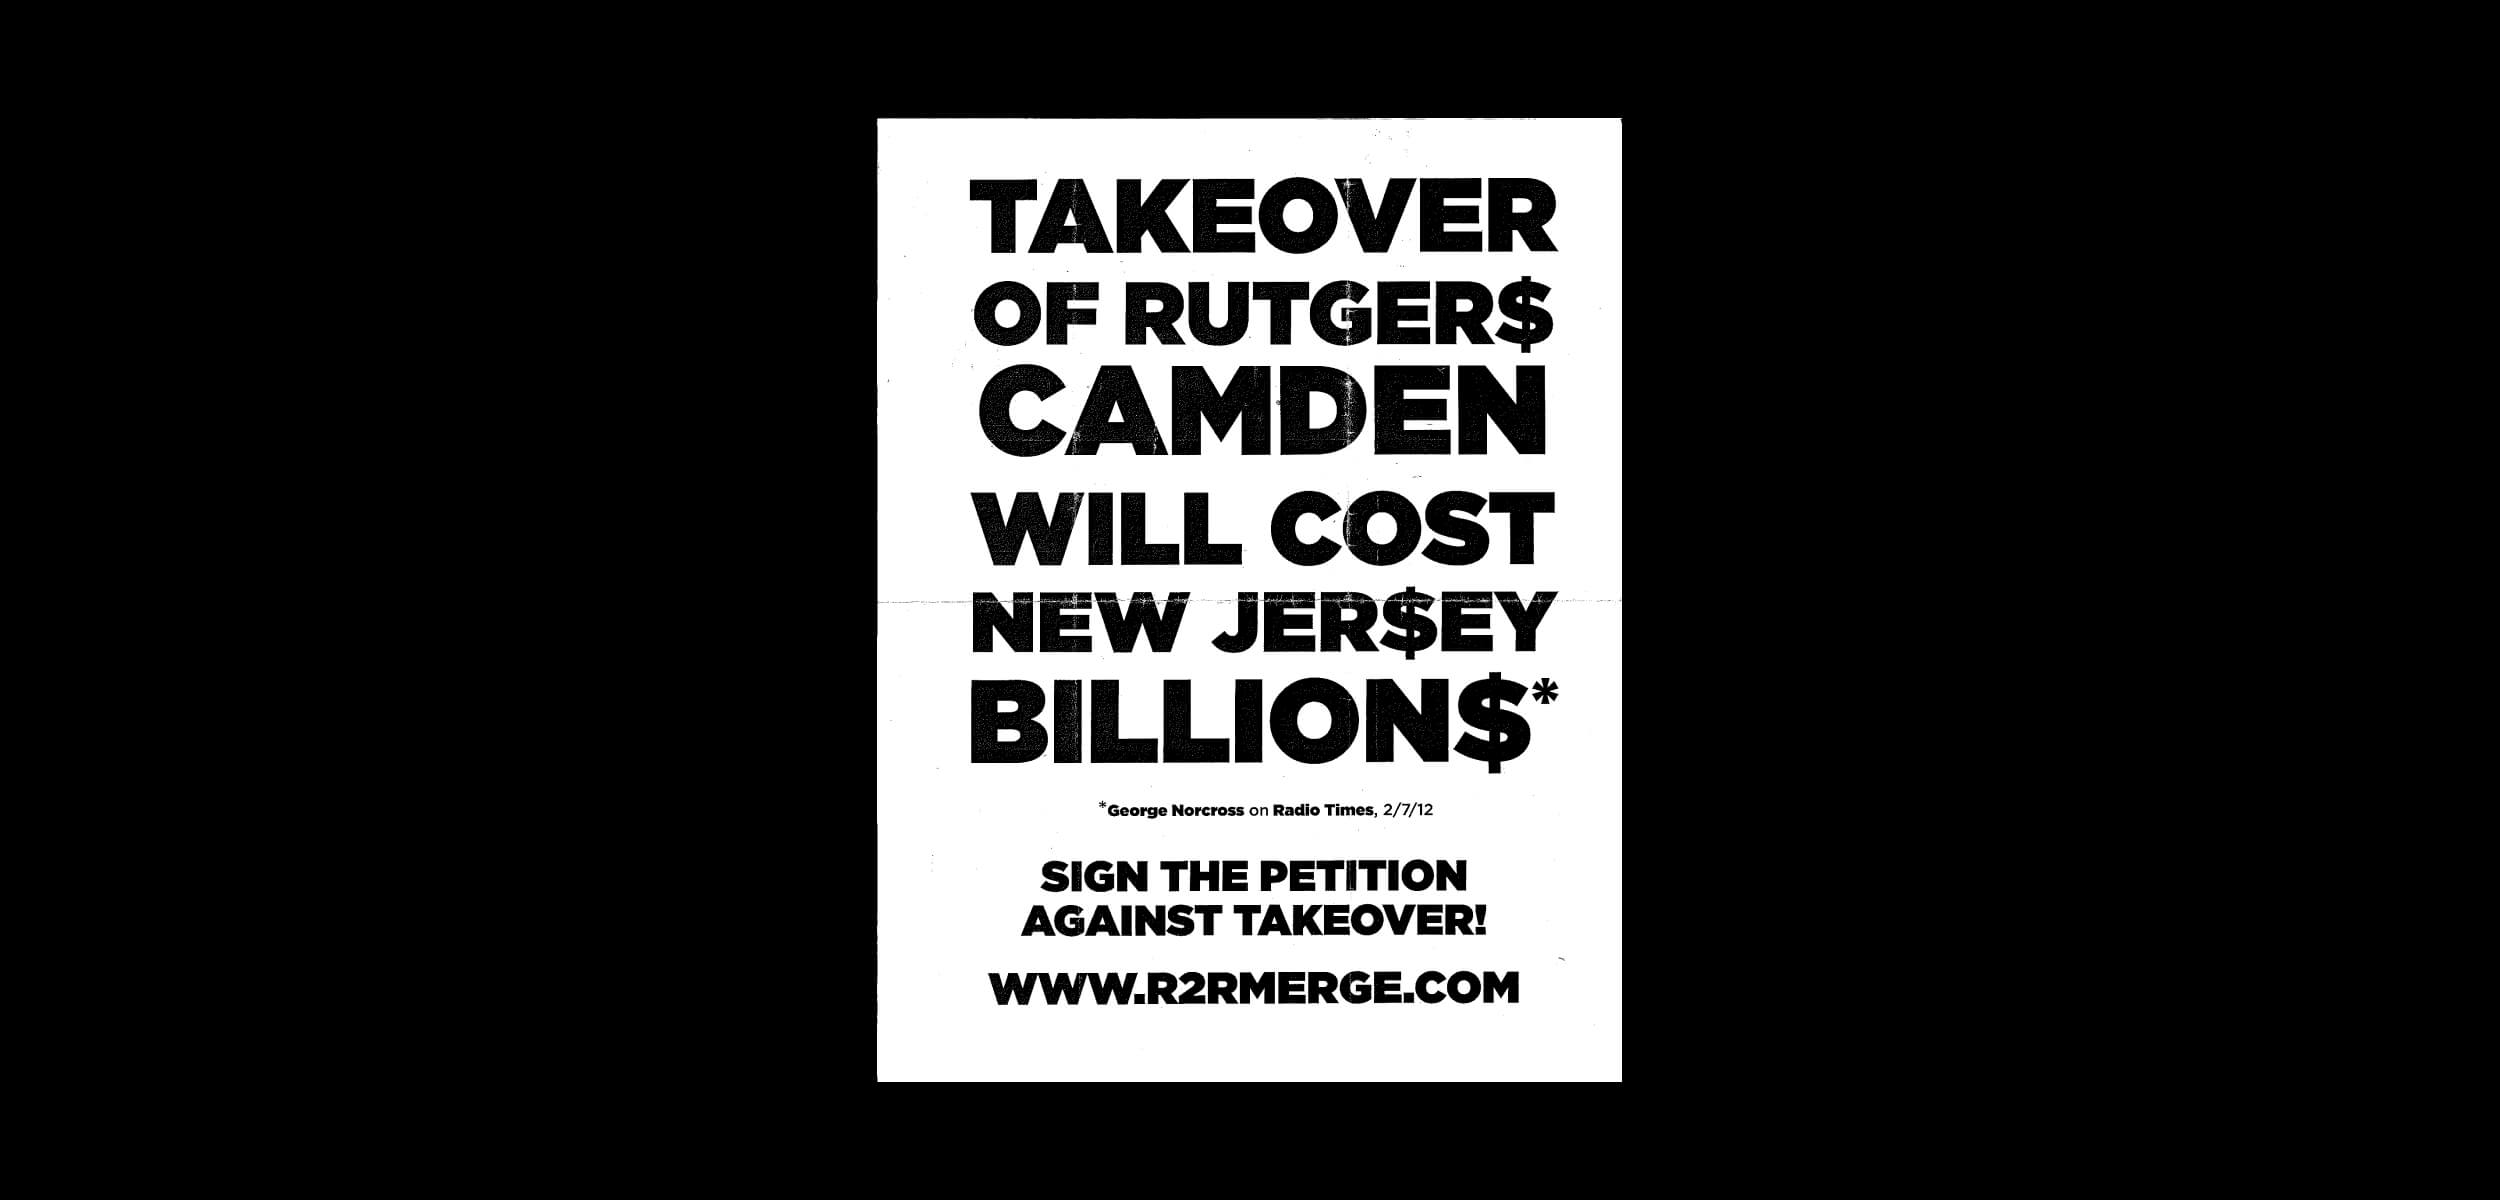 TAKEOVER
OF RUTGER$
CAMDEN
WILL COST
NEW JER$EY
BILLION$*
*George Norcross on Radio Times, 2/7/12
SIGN THE PETITION
AGAINST TAKEOVER!
WWW.R2RMERGE.COM